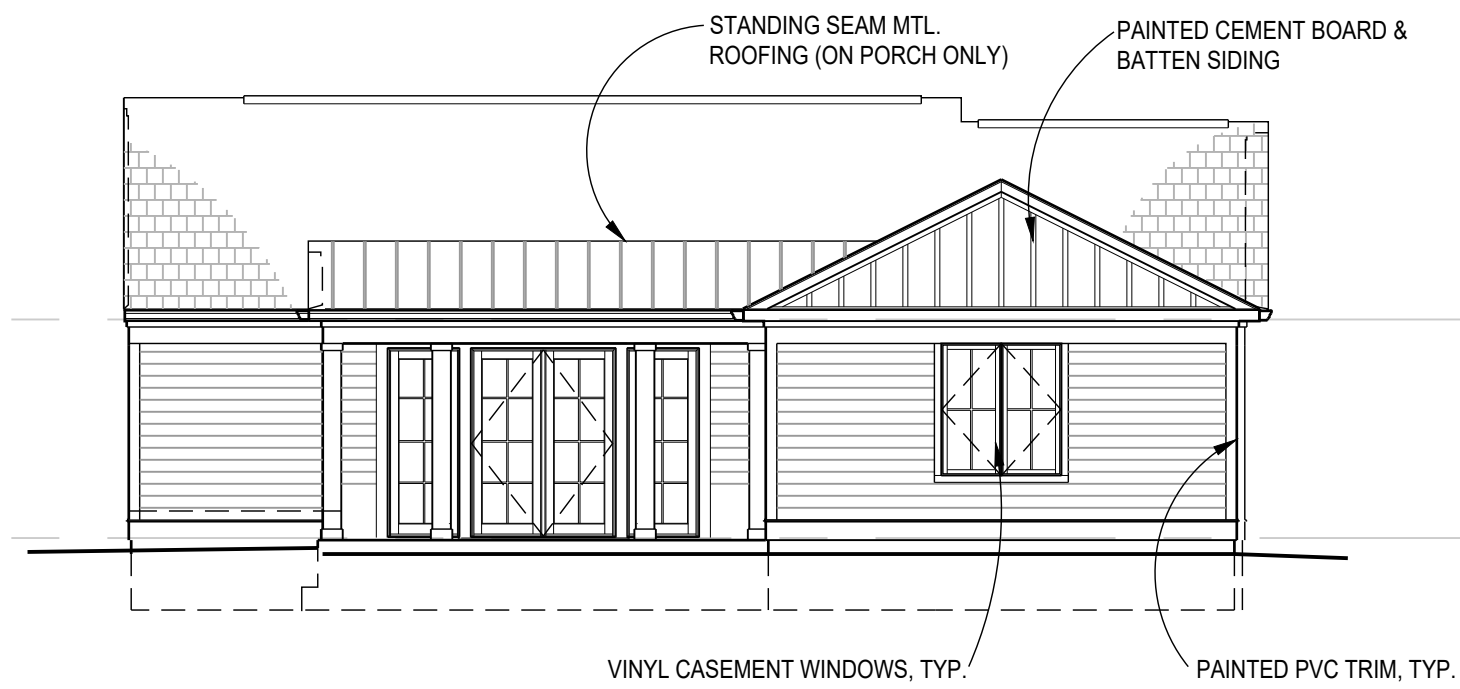 STANDING SEAM MTL.
ROOFING (ON PORCH ONLY)
PAINTED CEMENT BOARD &
BATTEN SIDING
VINYL CASEMENT WINDOWS, TYP.
PAINTED PVC TRIM, TYP.